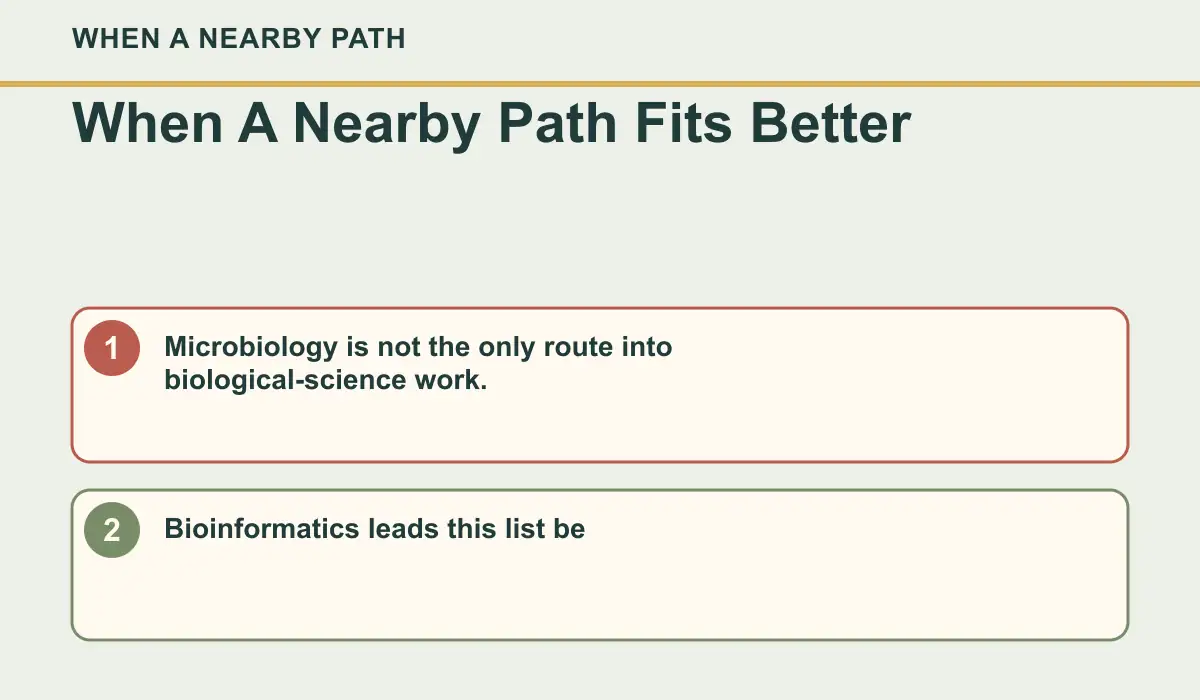 WHEN A NEARBY PATH
When A Nearby Path Fits Better
1
Microbiology is not the only route into
biological-science work.
2
Bioinformatics leads this list be